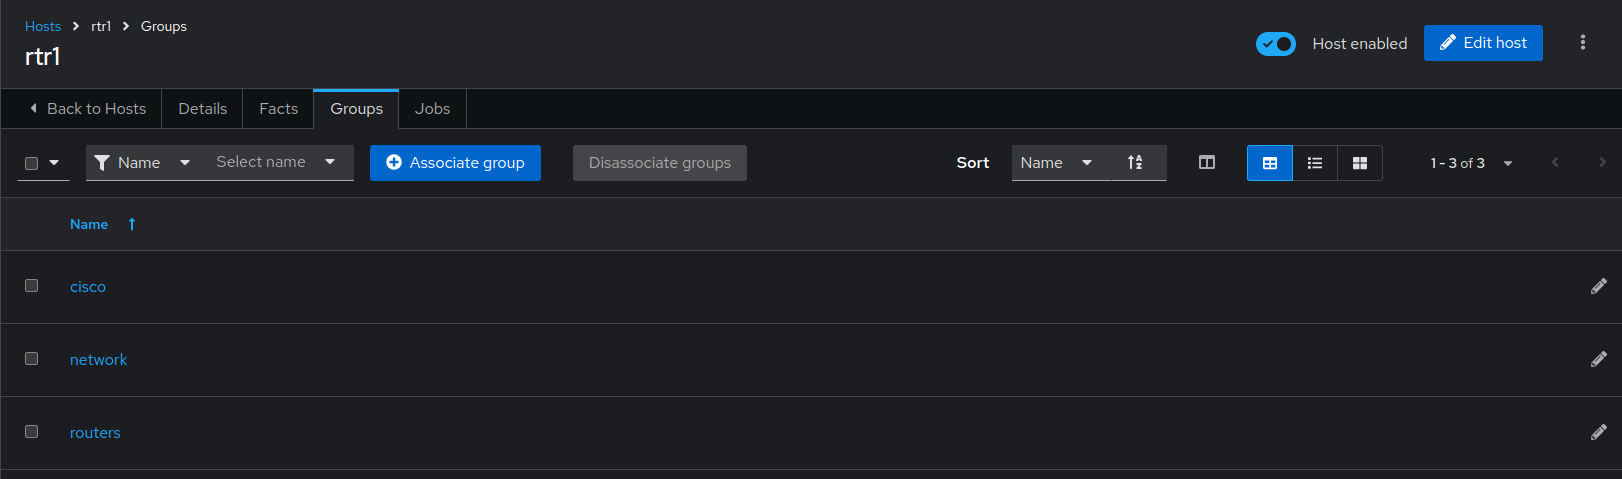 Hosts rtr1 Groups
rtr1
Host enabled Edit host
Back to Hosts Details Facts Groups Jobs
Name Select name Associate group Disassociate groups Sort Name 1 - 3 of 3
Name
cisco
network
routers